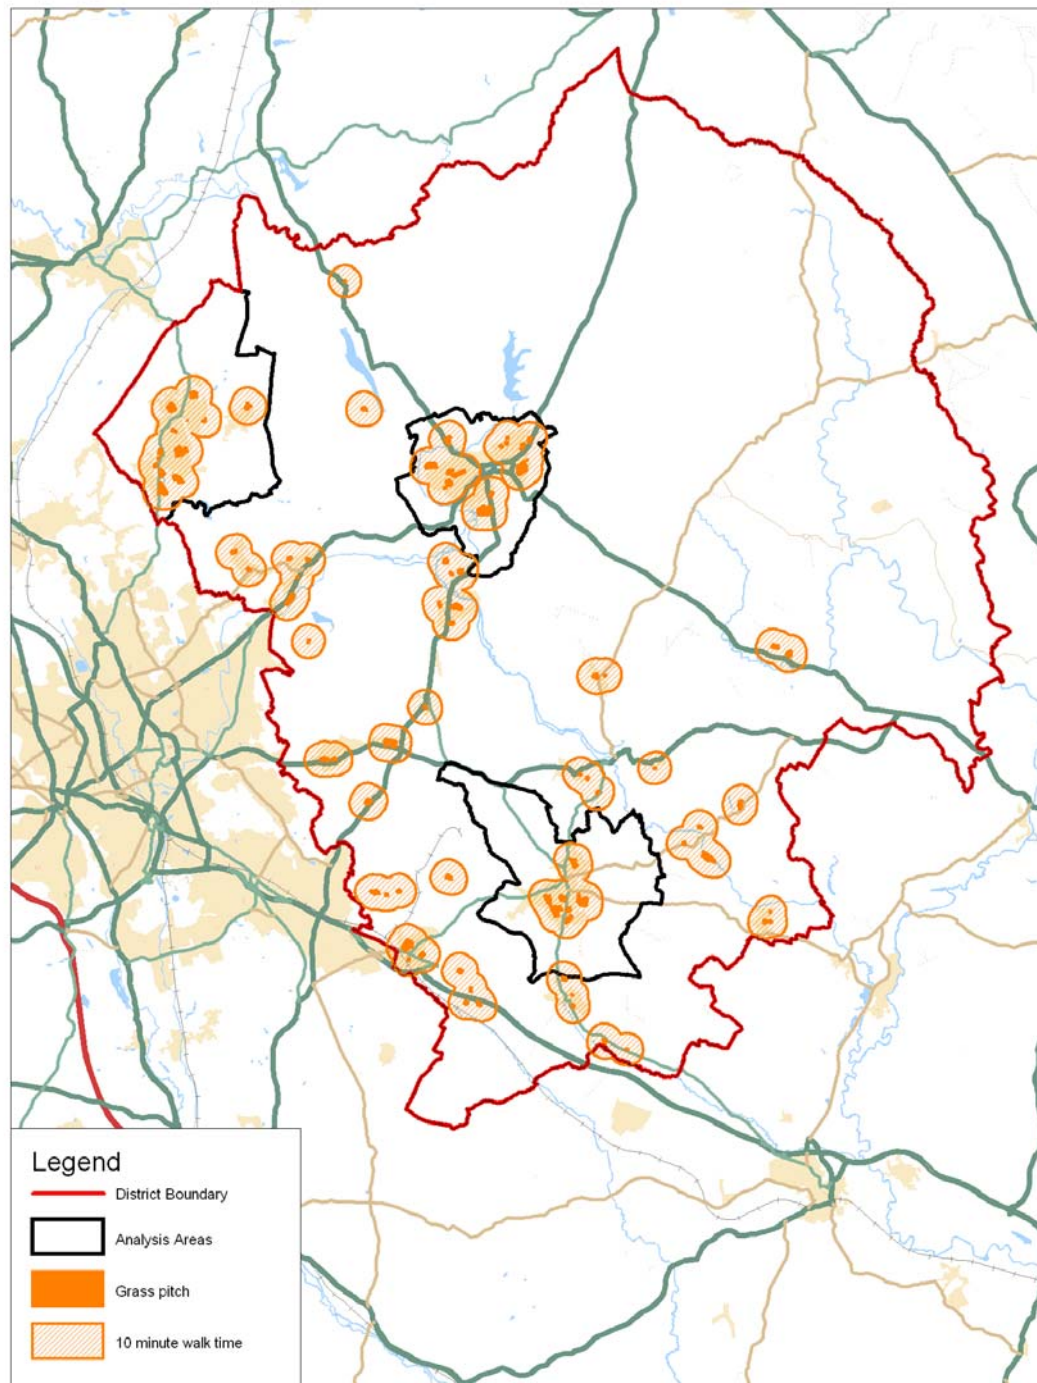 Legend
District Boundary
Analysis Areas
Grass pitch
10 minute walk time